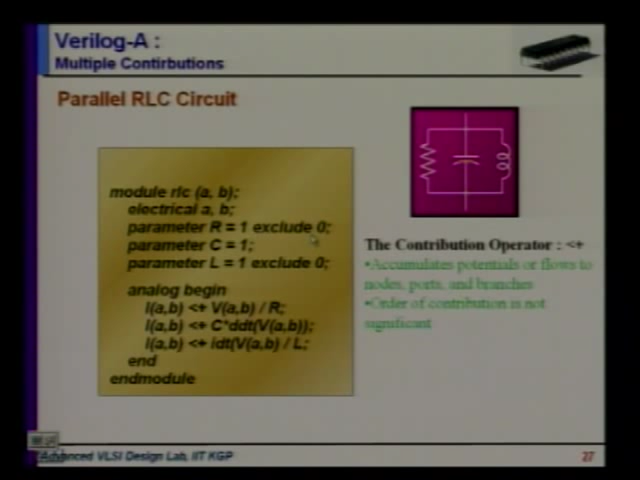 Verilog-A :
Multiple Contirbutions
Parallel RLC Circuit
module rlc (a, b);
electrical a, b;
parameter R = 1 exclude 0;
parameter C = 1;
parameter L = 1 exclude 0;
analog begin
I(a,b) <+ V(a,b) / R;
I(a,b) <+ C*ddt(V(a,b));
I(a,b) <+ idt(V(a,b) / L;
end
endmodule
The Contribution Operator : <+
•Accumulates potentials or flows to
nodes, ports, and branches
•Order of contribution is not
significant
Advanced VLSI Design Lab, IIT KGP
27